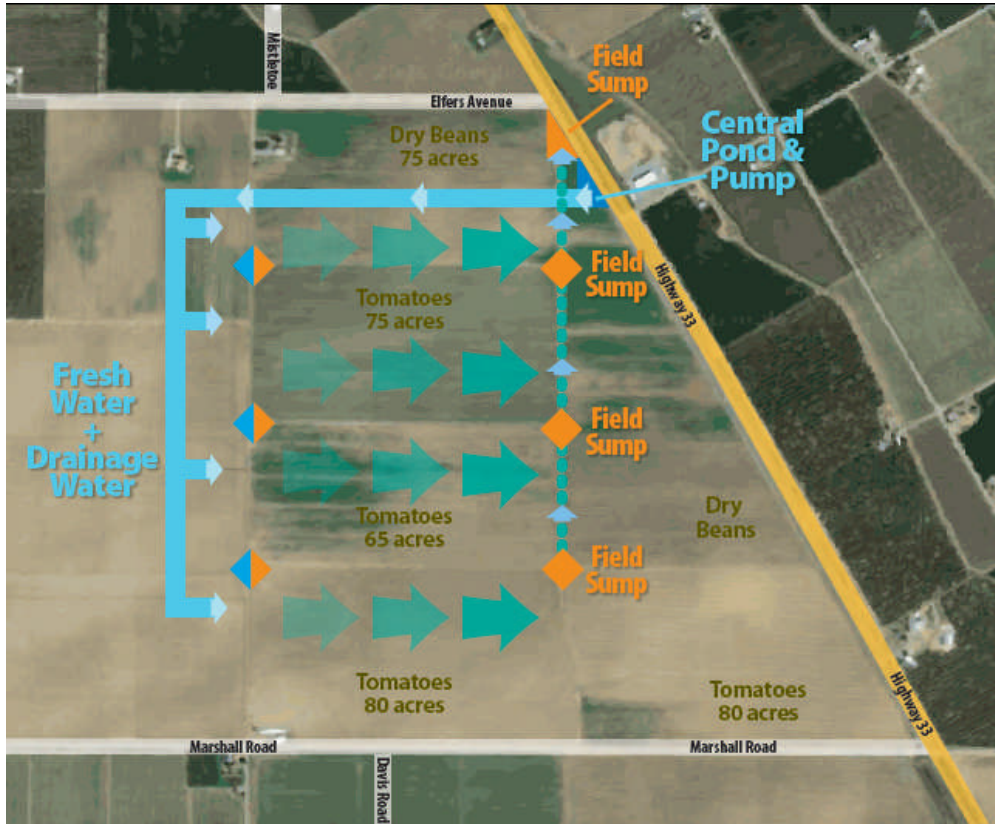 Mistletoe
Elfers Avenue
Field
Sump
Dry Beans
75 acres
Central
Pond &
Pump
Field
Sump
Highway 33
Tomatoes
75 acres
Fresh
Water
+
Drainage
Water
Field
Sump
Dry
Beans
Tomatoes
65 acres
Field
Sump
Tomatoes
80 acres
Tomatoes
80 acres
Highway 33
Marshall Road
Marshall Road
Davis Road